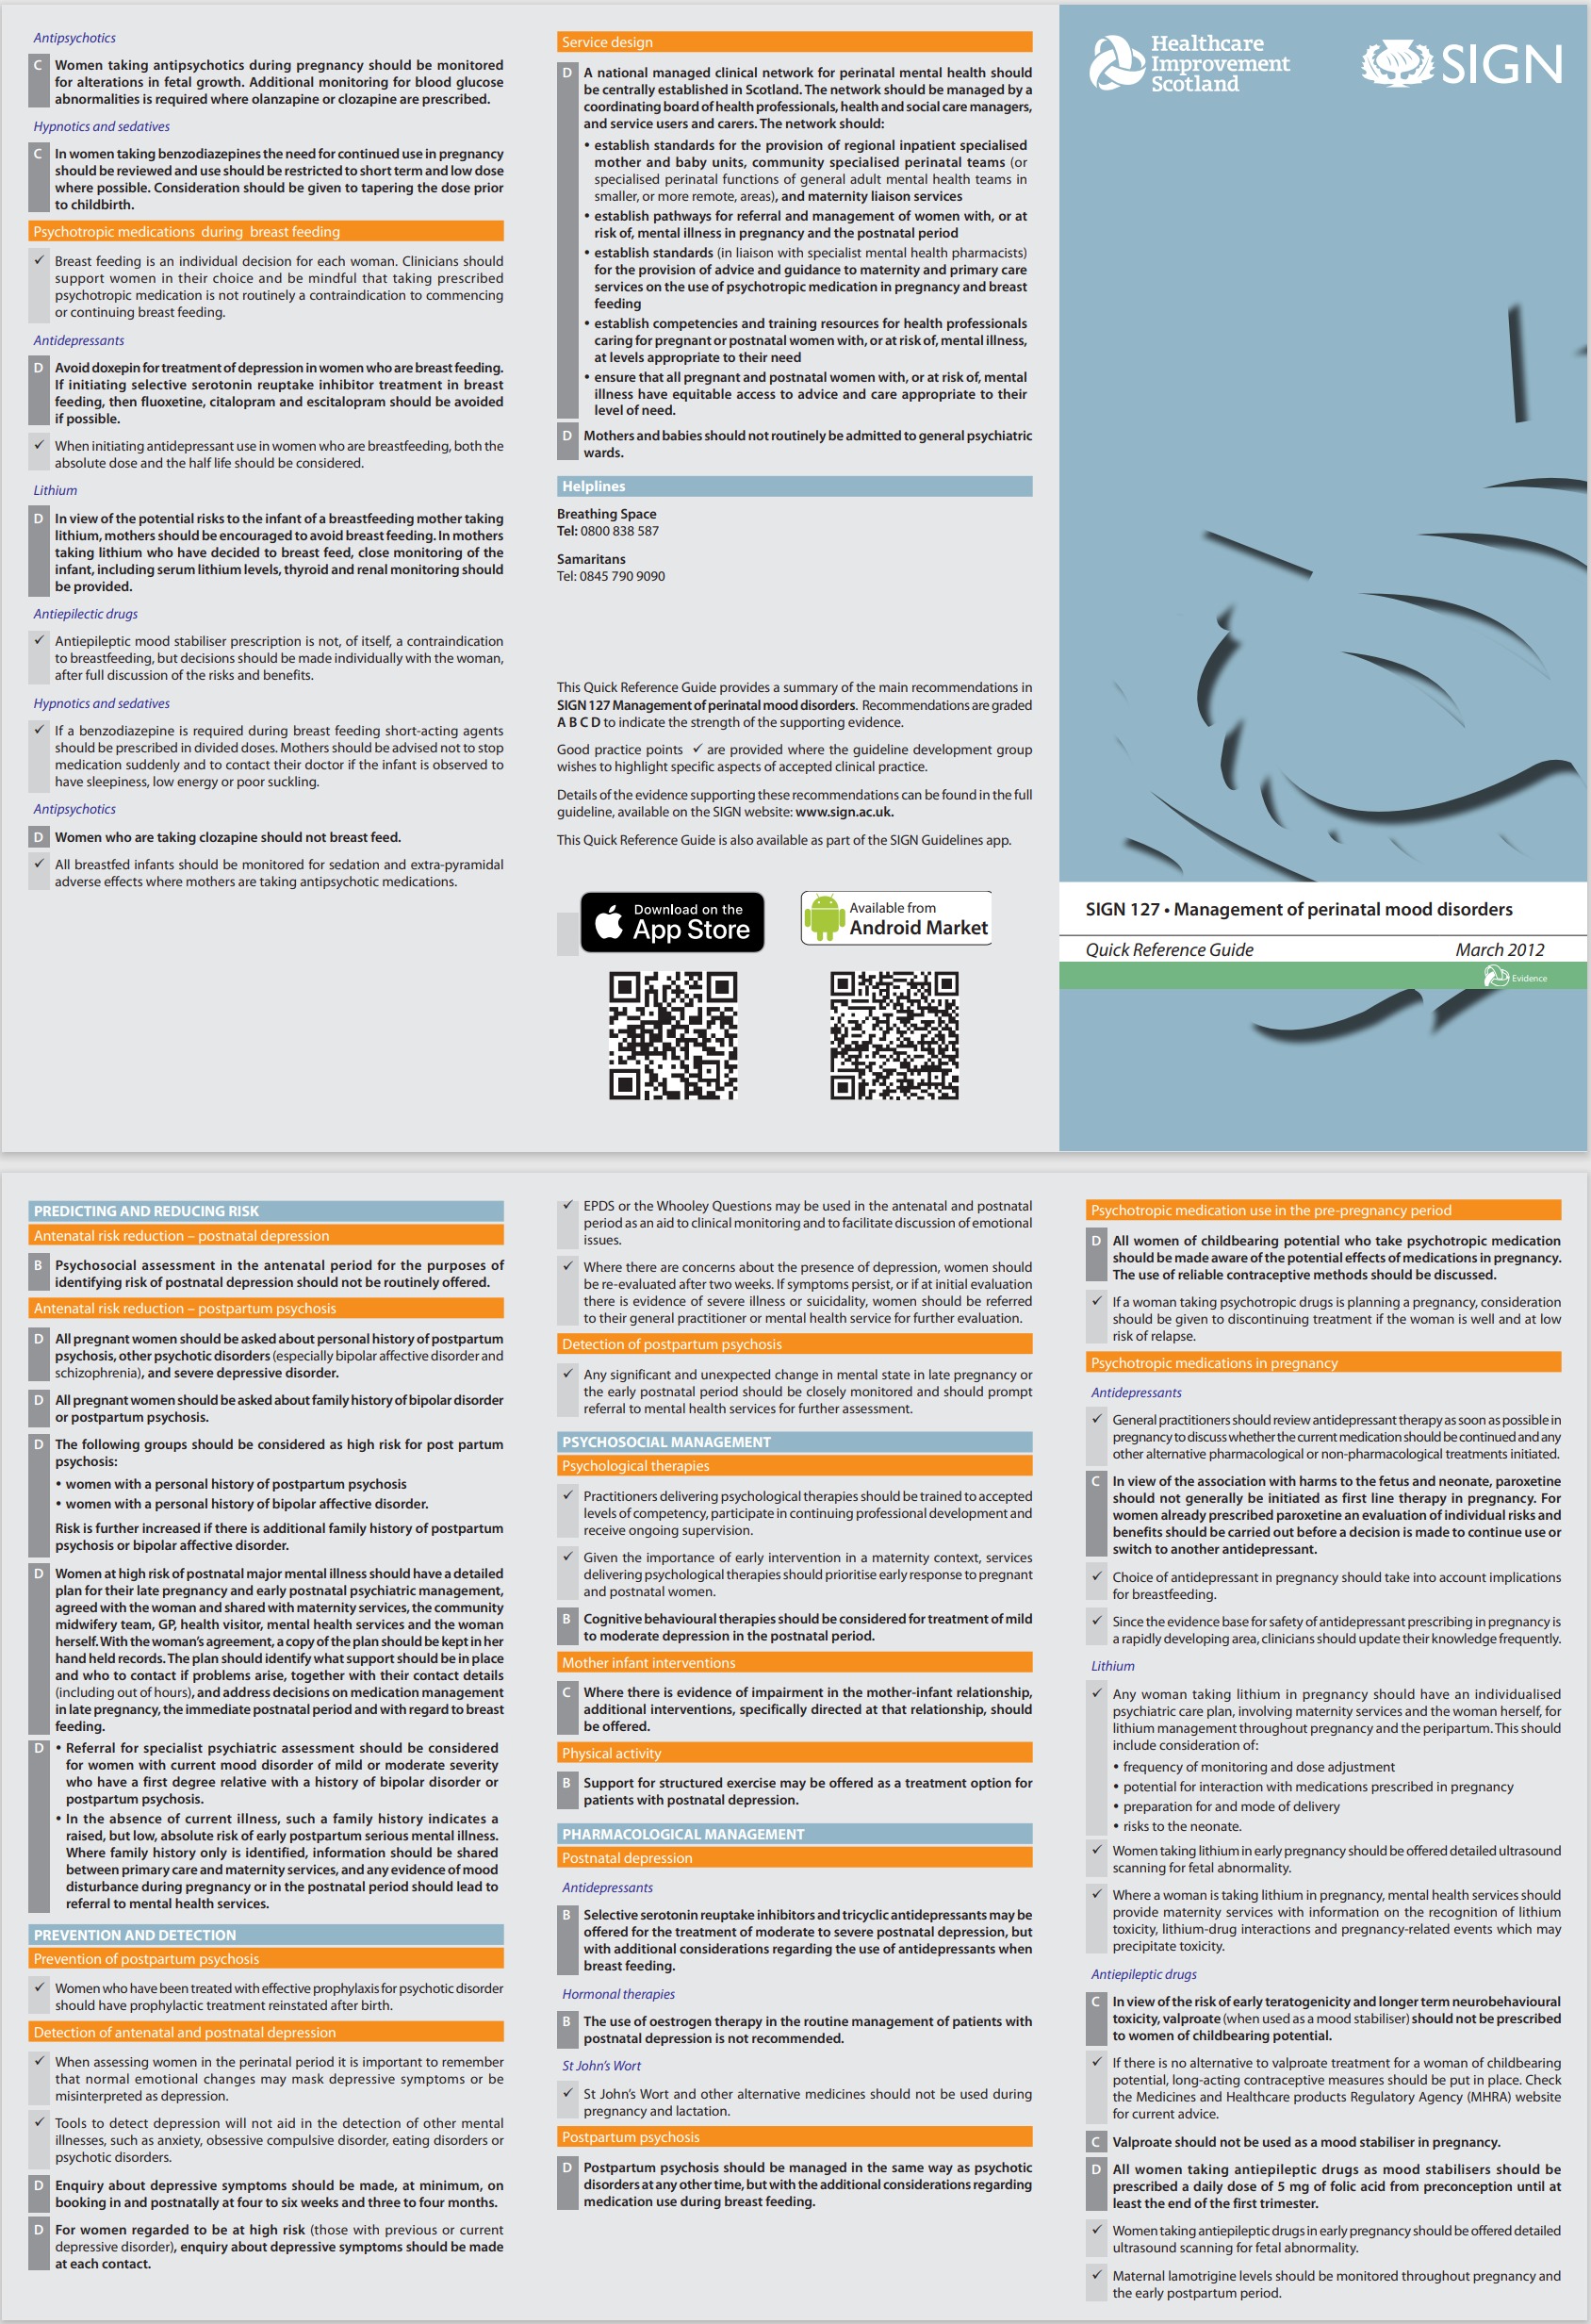 Antipsychotics
C Women taking antipsychotics during pregnancy should be monitored
for alterations in fetal growth. Additional monitoring for blood glucose
abnormalities is required where olanzapine or clozapine are prescribed.
Hypnotics and sedatives
C In women taking benzodiazepines the need for continued use in pregnancy
should be reviewed and use should be restricted to short term and low dose
where possible. Consideration should be given to tapering the dose prior
to childbirth.
Psychotropic medications during breast feeding
✓ Breast feeding is an individual decision for each woman. Clinicians should
support women in their choice and be mindful that taking prescribed
psychotropic medication is not routinely a contraindication to commencing
or continuing breast feeding.
Antidepressants
D Avoid doxepin for treatment of depression in women who are breast feeding.
If initiating selective serotonin reuptake inhibitor treatment in breast
feeding, then fluoxetine, citalopram and escitalopram should be avoided
if possible.
✓ When initiating antidepressant use in women who are breastfeeding, both the
absolute dose and the half life should be considered.
Lithium
D In view of the potential risks to the infant of a breastfeeding mother taking
lithium, mothers should be encouraged to avoid breast feeding. In mothers
taking lithium who have decided to breast feed, close monitoring of the
infant, including serum lithium levels, thyroid and renal monitoring should
be provided.
Antiepilectic drugs
✓ Antiepileptic mood stabiliser prescription is not, of itself, a contraindication
to breastfeeding, but decisions should be made individually with the woman,
after full discussion of the risks and benefits.
Hypnotics and sedatives
✓ If a benzodiazepine is required during breast feeding short-acting agents
should be prescribed in divided doses. Mothers should be advised not to stop
medication suddenly and to contact their doctor if the infant is observed to
have sleepiness, low energy or poor suckling.
Antipsychotics
D Women who are taking clozapine should not breast feed.
✓ All breastfed infants should be monitored for sedation and extra-pyramidal
adverse effects where mothers are taking antipsychotic medications.
Service design
D A national managed clinical network for perinatal mental health should
be centrally established in Scotland. The network should be managed by a
coordinating board of health professionals, health and social care managers,
and service users and carers. The network should:
• establish standards for the provision of regional inpatient specialised
mother and baby units, community specialised perinatal teams (or
specialised perinatal functions of general adult mental health teams in
smaller, or more remote, areas), and maternity liaison services
• establish pathways for referral and management of women with, or at
risk of, mental illness in pregnancy and the postnatal period
• establish standards (in liaison with specialist mental health pharmacists)
for the provision of advice and guidance to maternity and primary care
services on the use of psychotropic medication in pregnancy and breast
feeding
• establish competencies and training resources for health professionals
caring for pregnant or postnatal women with, or at risk of, mental illness,
at levels appropriate to their need
• ensure that all pregnant and postnatal women with, or at risk of, mental
illness have equitable access to advice and care appropriate to their
level of need.
D Mothers and babies should not routinely be admitted to general psychiatric
wards.
Helplines
Breathing Space
Tel: 0800 838 587
Samaritans
Tel: 0845 790 9090
This Quick Reference Guide provides a summary of the main recommendations in
SIGN 127 Management of perinatal mood disorders. Recommendations are graded
A B C D to indicate the strength of the supporting evidence.
Good practice points ✓ are provided where the guideline development group
wishes to highlight specific aspects of accepted clinical practice.
Details of the evidence supporting these recommendations can be found in the full
guideline, available on the SIGN website: www.sign.ac.uk.
This Quick Reference Guide is also available as part of the SIGN Guidelines app.
Download on the
App Store
Available from
Android Market
Healthcare
Improvement
Scotland
SIGN
SIGN 127 • Management of perinatal mood disorders
Quick Reference Guide March 2012
Evidence
PREDICTING AND REDUCING RISK
Antenatal risk reduction – postnatal depression
B Psychosocial assessment in the antenatal period for the purposes of
identifying risk of postnatal depression should not be routinely offered.
Antenatal risk reduction – postpartum psychosis
D All pregnant women should be asked about personal history of postpartum
psychosis, other psychotic disorders (especially bipolar affective disorder and
schizophrenia), and severe depressive disorder.
D All pregnant women should be asked about family history of bipolar disorder
or postpartum psychosis.
D The following groups should be considered as high risk for post partum
psychosis:
• women with a personal history of postpartum psychosis
• women with a personal history of bipolar affective disorder.
Risk is further increased if there is additional family history of postpartum
psychosis or bipolar affective disorder.
D Women at high risk of postnatal major mental illness should have a detailed
plan for their late pregnancy and early postnatal psychiatric management,
agreed with the woman and shared with maternity services, the community
midwifery team, GP, health visitor, mental health services and the woman
herself. With the woman's agreement, a copy of the plan should be kept in her
hand held records. The plan should identify what support should be in place
and who to contact if problems arise, together with their contact details
(including out of hours), and address decisions on medication management
in late pregnancy, the immediate postnatal period and with regard to breast
feeding.
D • Referral for specialist psychiatric assessment should be considered
for women with current mood disorder of mild or moderate severity
who have a first degree relative with a history of bipolar disorder or
postpartum psychosis.
• In the absence of current illness, such a family history indicates a
raised, but low, absolute risk of early postpartum serious mental illness.
Where family history only is identified, information should be shared
between primary care and maternity services, and any evidence of mood
disturbance during pregnancy or in the postnatal period should lead to
referral to mental health services.
PREVENTION AND DETECTION
Prevention of postpartum psychosis
✓ Women who have been treated with effective prophylaxis for psychotic disorder
should have prophylactic treatment reinstated after birth.
Detection of antenatal and postnatal depression
✓ When assessing women in the perinatal period it is important to remember
that normal emotional changes may mask depressive symptoms or be
misinterpreted as depression.
✓ Tools to detect depression will not aid in the detection of other mental
illnesses, such as anxiety, obsessive compulsive disorder, eating disorders or
psychotic disorders.
D Enquiry about depressive symptoms should be made, at minimum, on
booking in and postnatally at four to six weeks and three to four months.
D For women regarded to be at high risk (those with previous or current
depressive disorder), enquiry about depressive symptoms should be made
at each contact.
✓ EPDS or the Whooley Questions may be used in the antenatal and postnatal
period as an aid to clinical monitoring and to facilitate discussion of emotional
issues.
✓ Where there are concerns about the presence of depression, women should
be re-evaluated after two weeks. If symptoms persist, or if at initial evaluation
there is evidence of severe illness or suicidality, women should be referred
to their general practitioner or mental health service for further evaluation.
Detection of postpartum psychosis
✓ Any significant and unexpected change in mental state in late pregnancy or
the early postnatal period should be closely monitored and should prompt
referral to mental health services for further assessment.
PSYCHOSOCIAL MANAGEMENT
Psychological therapies
✓ Practitioners delivering psychological therapies should be trained to accepted
levels of competency, participate in continuing professional development and
receive ongoing supervision.
✓ Given the importance of early intervention in a maternity context, services
delivering psychological therapies should prioritise early response to pregnant
and postnatal women.
B Cognitive behavioural therapies should be considered for treatment of mild
to moderate depression in the postnatal period.
Mother infant interventions
C Where there is evidence of impairment in the mother-infant relationship,
additional interventions, specifically directed at that relationship, should
be offered.
Physical activity
B Support for structured exercise may be offered as a treatment option for
patients with postnatal depression.
PHARMACOLOGICAL MANAGEMENT
Postnatal depression
Antidepressants
B Selective serotonin reuptake inhibitors and tricyclic antidepressants may be
offered for the treatment of moderate to severe postnatal depression, but
with additional considerations regarding the use of antidepressants when
breast feeding.
Hormonal therapies
B The use of oestrogen therapy in the routine management of patients with
postnatal depression is not recommended.
St John's Wort
✓ St John's Wort and other alternative medicines should not be used during
pregnancy and lactation.
Postpartum psychosis
D Postpartum psychosis should be managed in the same way as psychotic
disorders at any other time, but with the additional considerations regarding
medication use during breast feeding.
Psychotropic medication use in the pre-pregnancy period
D All women of childbearing potential who take psychotropic medication
should be made aware of the potential effects of medications in pregnancy.
The use of reliable contraceptive methods should be discussed.
✓ If a woman taking psychotropic drugs is planning a pregnancy, consideration
should be given to discontinuing treatment if the woman is well and at low
risk of relapse.
Psychotropic medications in pregnancy
Antidepressants
✓ General practitioners should review antidepressant therapy as soon as possible in
pregnancy to discuss whether the current medication should be continued and any
other alternative pharmacological or non-pharmacological treatments initiated.
C In view of the association with harms to the fetus and neonate, paroxetine
should not generally be initiated as first line therapy in pregnancy. For
women already prescribed paroxetine an evaluation of individual risks and
benefits should be carried out before a decision is made to continue use or
switch to another antidepressant.
✓ Choice of antidepressant in pregnancy should take into account implications
for breastfeeding.
✓ Since the evidence base for safety of antidepressant prescribing in pregnancy is
a rapidly developing area, clinicians should update their knowledge frequently.
Lithium
✓ Any woman taking lithium in pregnancy should have an individualised
psychiatric care plan, involving maternity services and the woman herself, for
lithium management throughout pregnancy and the peripartum. This should
include consideration of:
• frequency of monitoring and dose adjustment
• potential for interaction with medications prescribed in pregnancy
• preparation for and mode of delivery
• risks to the neonate.
✓ Women taking lithium in early pregnancy should be offered detailed ultrasound
scanning for fetal abnormality.
✓ Where a woman is taking lithium in pregnancy, mental health services should
provide maternity services with information on the recognition of lithium
toxicity, lithium-drug interactions and pregnancy-related events which may
precipitate toxicity.
Antiepileptic drugs
C In view of the risk of early teratogenicity and longer term neurobehavioural
toxicity, valproate (when used as a mood stabiliser) should not be prescribed
to women of childbearing potential.
✓ If there is no alternative to valproate treatment for a woman of childbearing
potential, long-acting contraceptive measures should be put in place. Check
the Medicines and Healthcare products Regulatory Agency (MHRA) website
for current advice.
C Valproate should not be used as a mood stabiliser in pregnancy.
D All women taking antiepileptic drugs as mood stabilisers should be
prescribed a daily dose of 5 mg of folic acid from preconception until at
least the end of the first trimester.
✓ Women taking antiepileptic drugs in early pregnancy should be offered detailed
ultrasound scanning for fetal abnormality.
✓ Maternal lamotrigine levels should be monitored throughout pregnancy and
the early postpartum period.